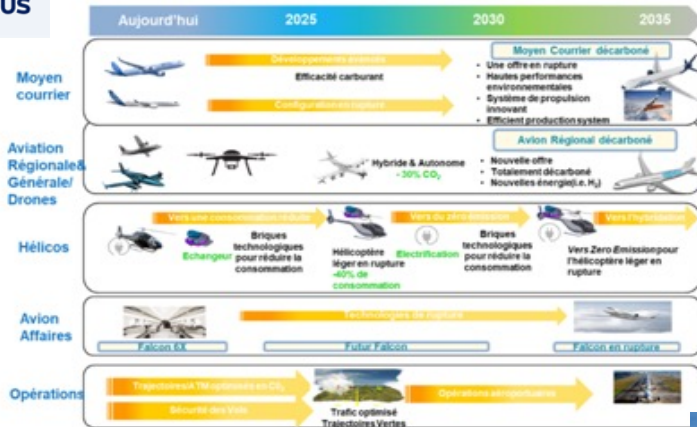 US
Aujourd'hui 2025 2030 2035
Moyen
courrier
Développements avancés
Efficacité carburant
Configuration en rupture
Moyen Courrier décarboné
• Une offre en rupture
• Hautes performances
environnementales
• Système de propulsion
innovant
• Efficient production system
Aviation
Régionale&
Générale/
Drones
Hybride & Autonome
- 30% CO₂
Avion Régional décarboné
• Nouvelle offre
• Totalement décarboné
• Nouvelles énergie(i.e. H₂)
Hélicos
Vers une consommation réduite
Echangeur
Briques
technologiques
pour réduire la
consommation
Hélicoptère
léger en rupture
-40% de
consommation
Vers du zéro émission
Electrification
Briques
technologiques
pour réduire la
consommation
Vers l'hybridation
Vers Zero Emission pour
l'hélicoptère léger en
rupture
Avion
Affaires
Technologies de rupture
Falcon 6X
Futur Falcon
Falcon en rupture
Opérations
Trajectoires/ATM optimisés en CO₂
Sécurité des Vols
Trafic optimisé
Trajectoires Vertes
Opérations aéroportuaires